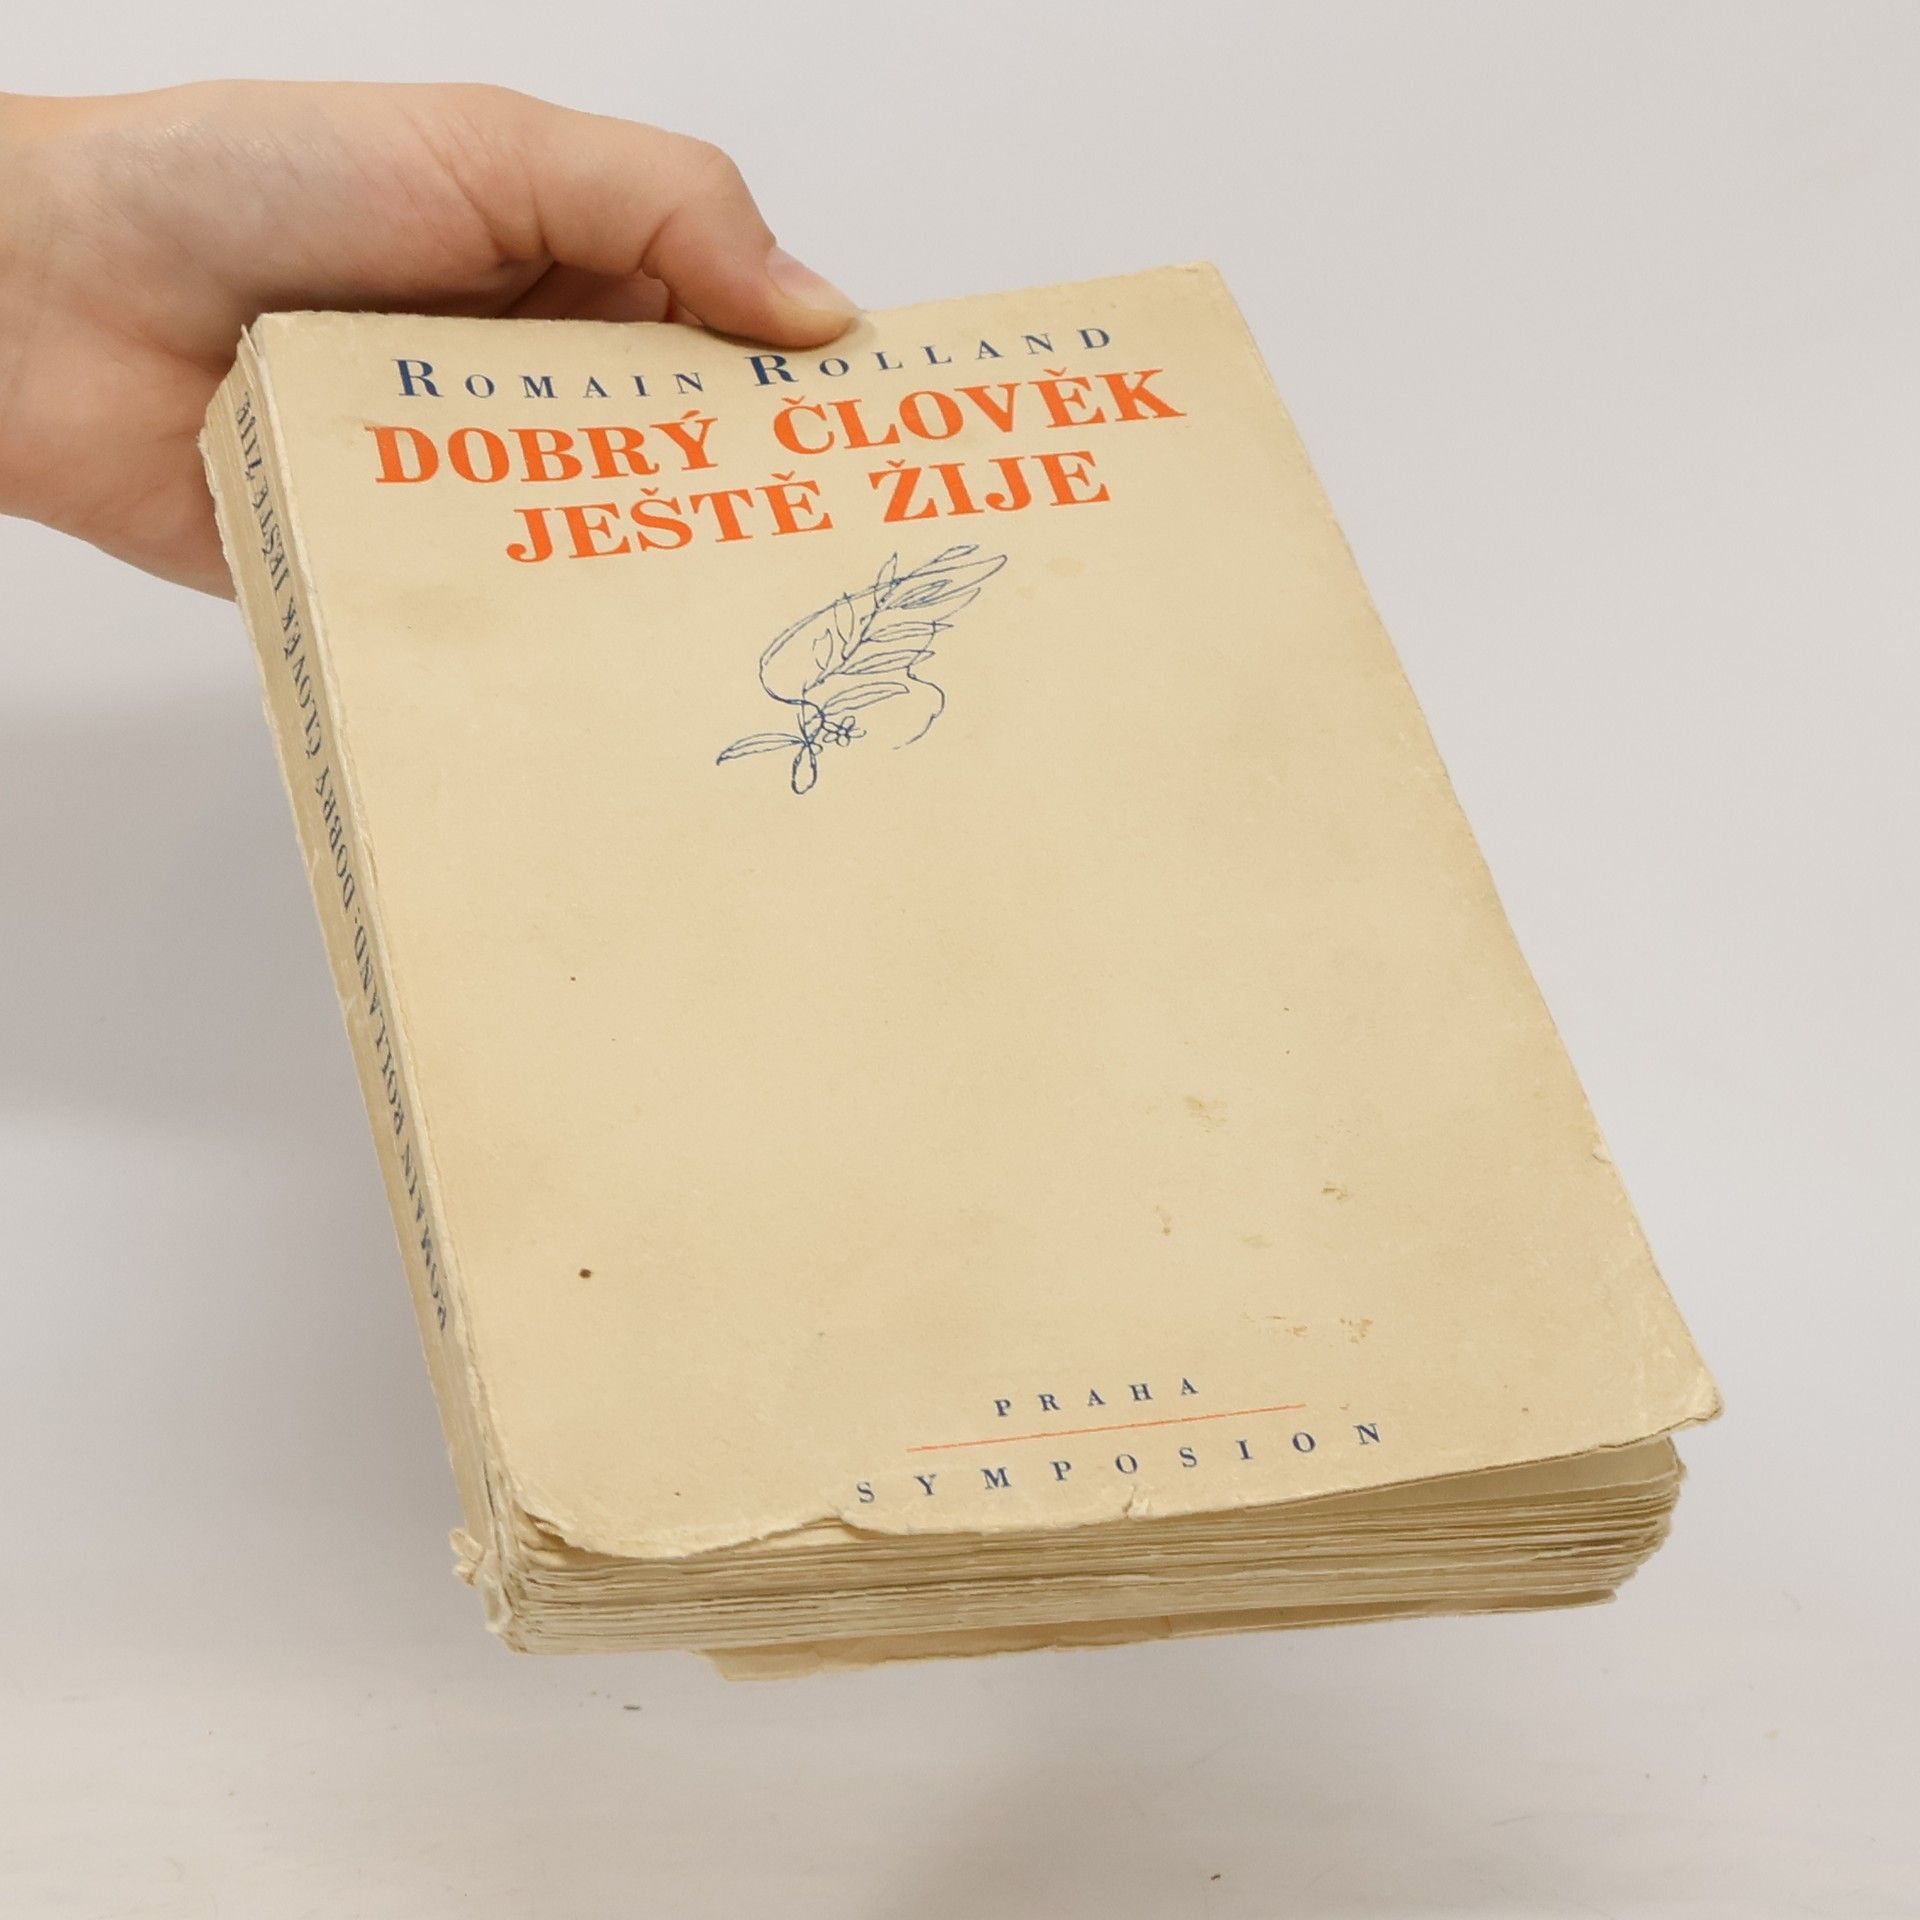 ROMAIN ROLLAND
DOBRÝ ČLOVĚK
JEŠTĚ ŽIJE
PRAHA
SYMPOSION
ROMAIN ROLLAND. DOBRÝ ČLOVĚK JEŠTĚ ŽIJE